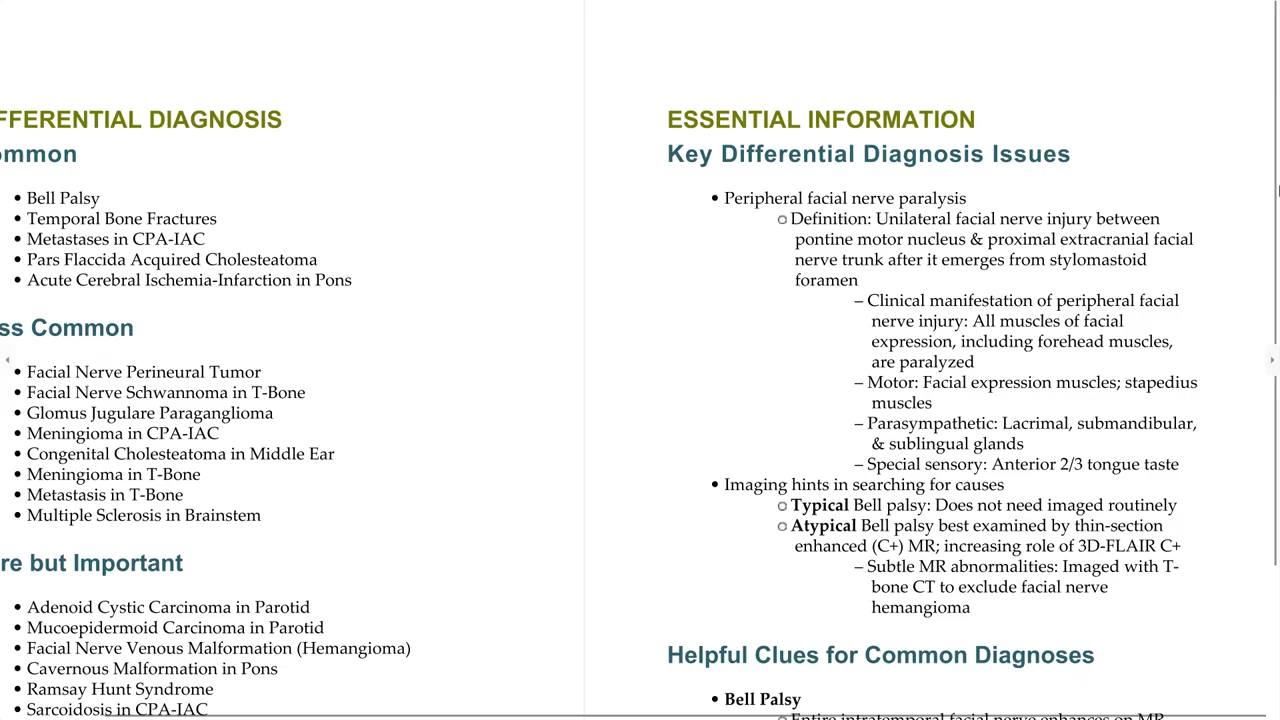 FFERENTIAL DIAGNOSIS
ommon
• Bell Palsy
• Temporal Bone Fractures
• Metastases in CPA-IAC
• Pars Flaccida Acquired Cholesteatoma
• Acute Cerebral Ischemia-Infarction in Pons
ss Common
• Facial Nerve Perineural Tumor
• Facial Nerve Schwannoma in T-Bone
• Glomus Jugulare Paraganglioma
• Meningioma in CPA-IAC
• Congenital Cholesteatoma in Middle Ear
• Meningioma in T-Bone
• Metastasis in T-Bone
• Multiple Sclerosis in Brainstem
re but Important
• Adenoid Cystic Carcinoma in Parotid
• Mucoepidermoid Carcinoma in Parotid
• Facial Nerve Venous Malformation (Hemangioma)
• Cavernous Malformation in Pons
• Ramsay Hunt Syndrome
• Sarcoidosis in CPA-IAC
ESSENTIAL INFORMATION
Key Differential Diagnosis Issues
• Peripheral facial nerve paralysis
○ Definition: Unilateral facial nerve injury between
pontine motor nucleus & proximal extracranial facial
nerve trunk after it emerges from stylomastoid
foramen
– Clinical manifestation of peripheral facial
nerve injury: All muscles of facial
expression, including forehead muscles,
are paralyzed
– Motor: Facial expression muscles; stapedius
muscles
– Parasympathetic: Lacrimal, submandibular,
& sublingual glands
– Special sensory: Anterior 2/3 tongue taste
• Imaging hints in searching for causes
○ Typical Bell palsy: Does not need imaged routinely
○ Atypical Bell palsy best examined by thin-section
enhanced (C+) MR; increasing role of 3D-FLAIR C+
– Subtle MR abnormalities: Imaged with T-
bone CT to exclude facial nerve
hemangioma
Helpful Clues for Common Diagnoses
• Bell Palsy
○ Entire intratemporal facial nerve enhances on MR